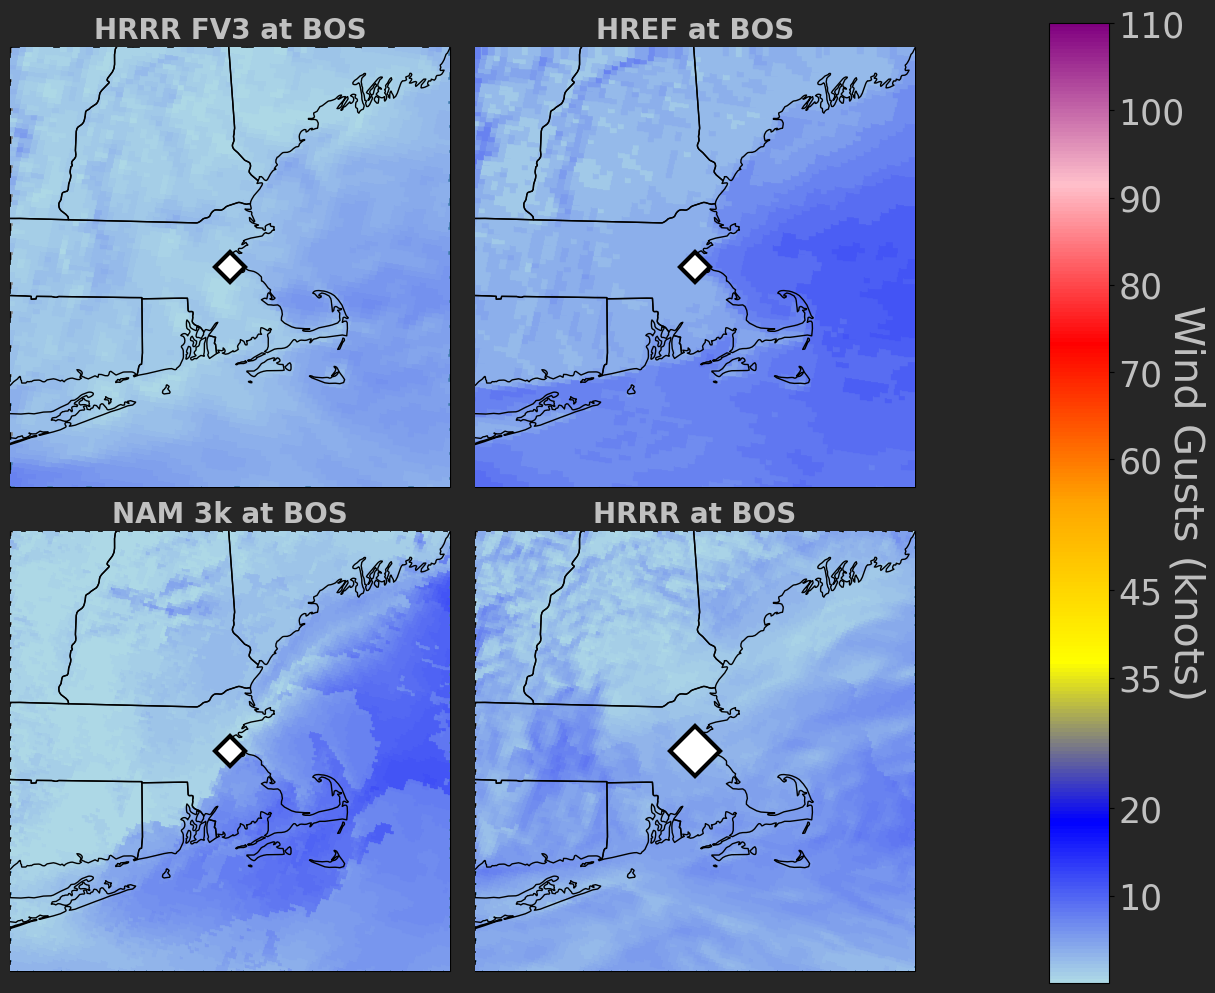 HRRR FV3 at BOS
HREF at BOS
NAM 3k at BOS
HRRR at BOS
110
100
90
80
70
60
45
35
20
10
Wind Gusts (knots)